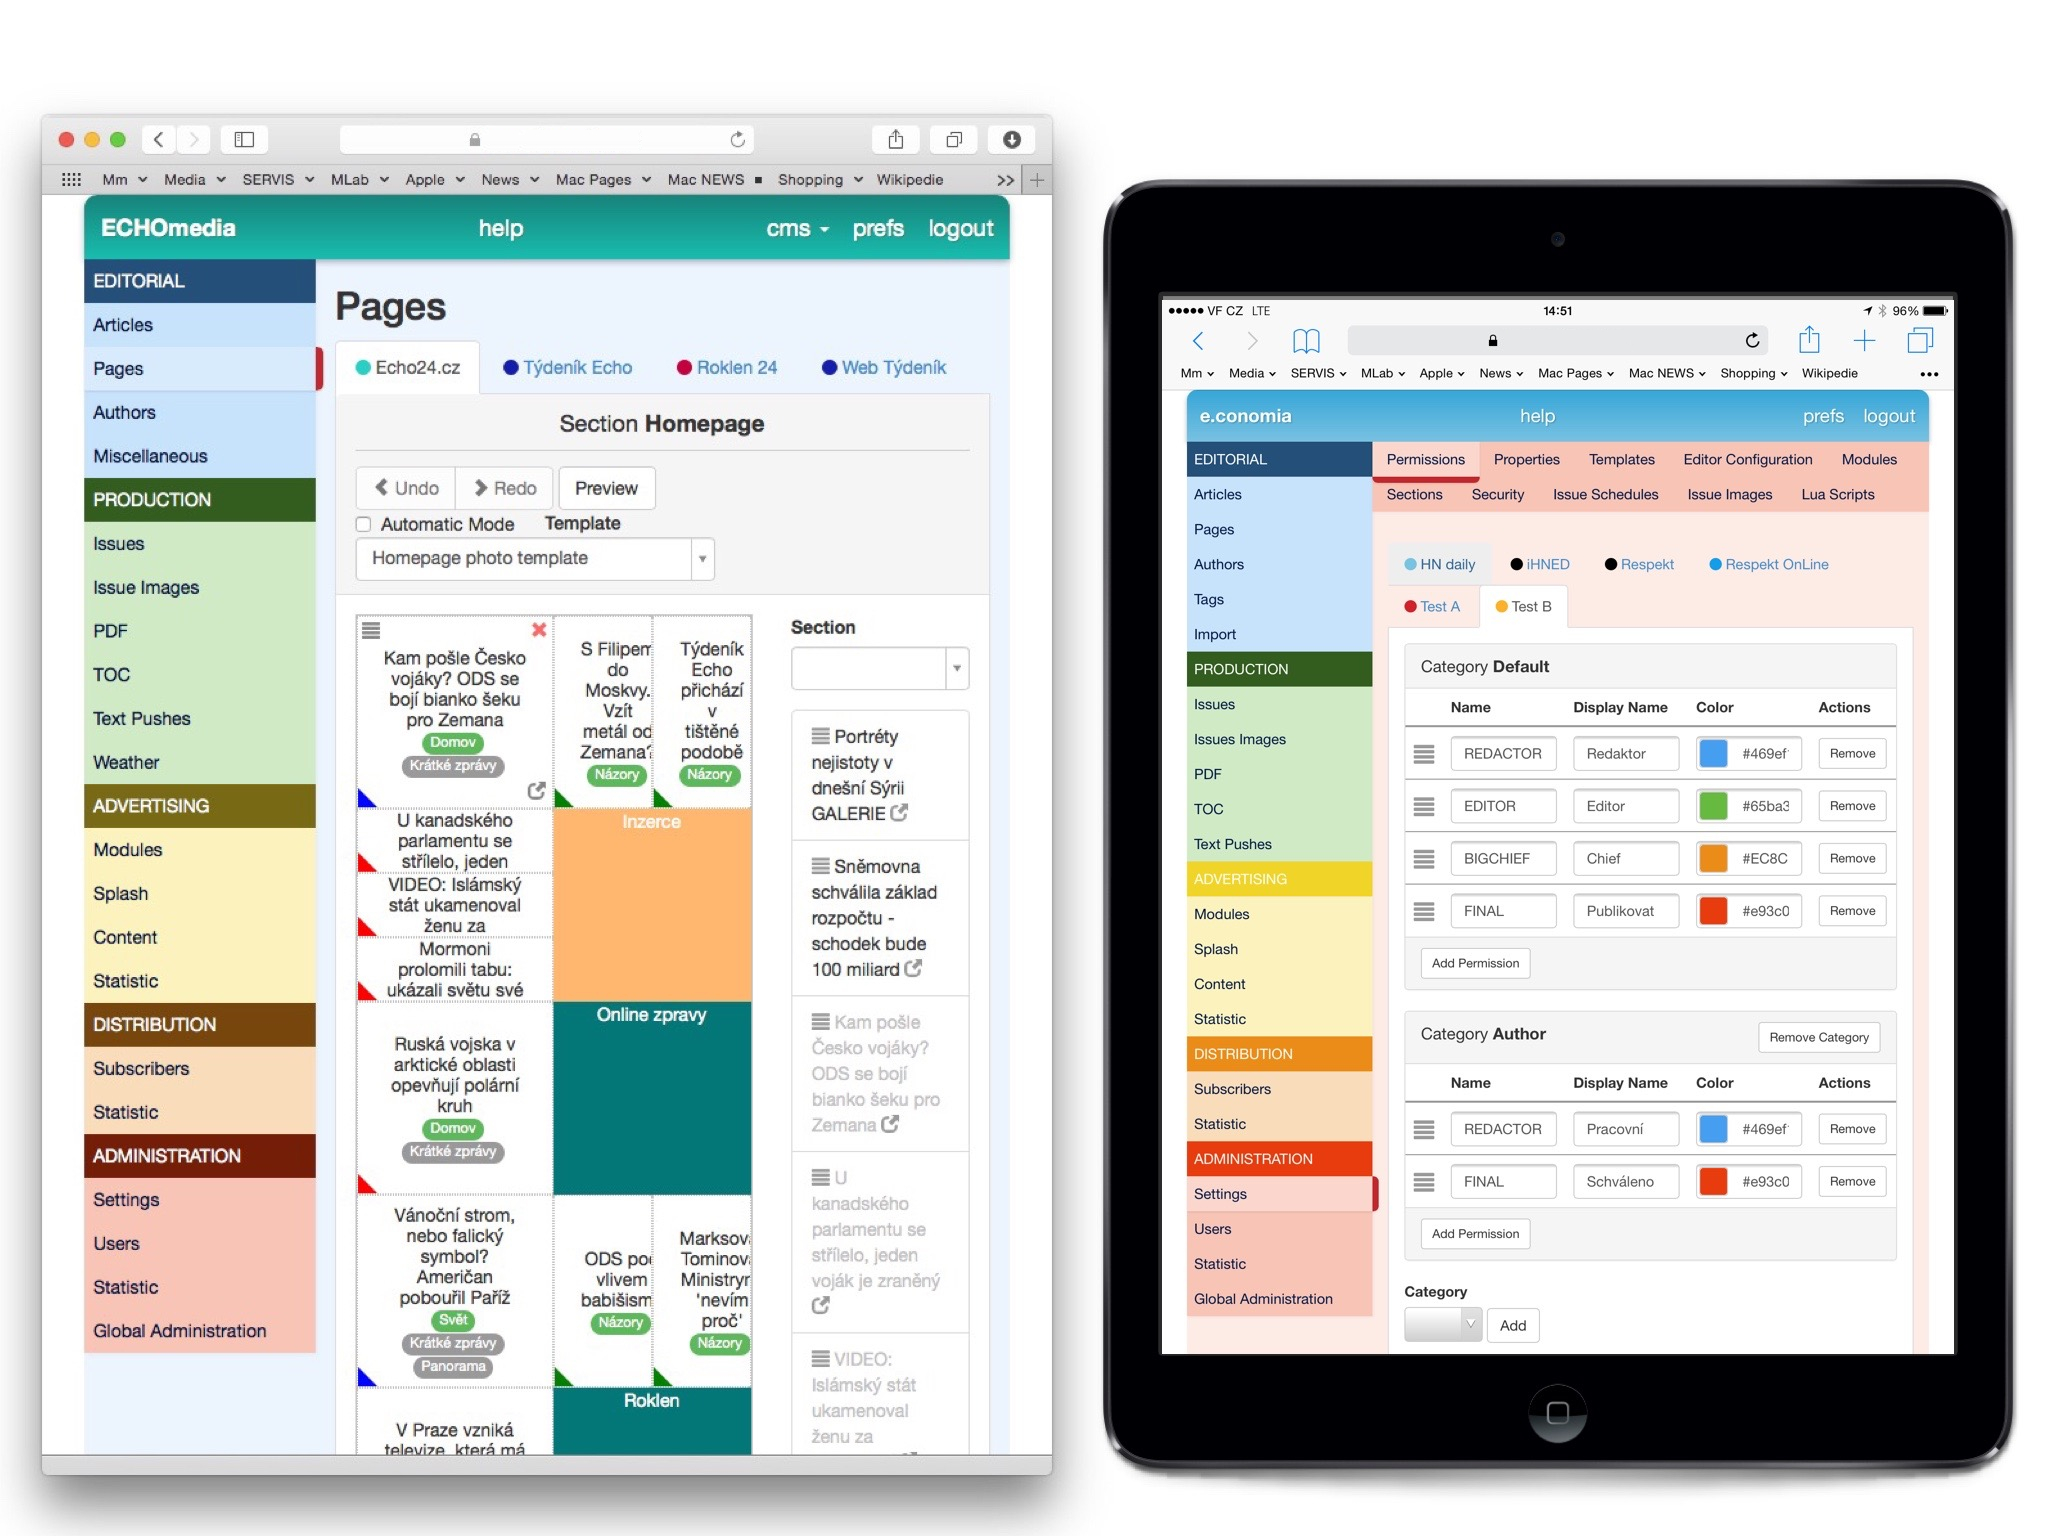 Mm Media SERVIS MLab Apple News Mac Pages Mac NEWS Shopping Wikipedie >>
ECHOmedia help cms prefs logout
EDITORIAL
Articles
Pages
Authors
Miscellaneous
PRODUCTION
Issues
Issue Images
PDF
TOC
Text Pushes
Weather
ADVERTISING
Modules
Splash
Content
Statistic
DISTRIBUTION
Subscribers
Statistic
ADMINISTRATION
Settings
Users
Statistic
Global Administration
Pages
Echo24.cz Týdeník Echo Roklen 24 Web Týdeník
Section Homepage
Undo Redo Preview
Automatic Mode Template
Homepage photo template
Kam pošle Česko
vojáky? ODS se
bojí bianko šeku
pro Zemana
Domov
Krátké zprávy
S Filipem
do
Moskvy.
Vzít
metál od
Zemana?
Názory
Týdeník
Echo
přichází
v
tištěné
podobě
Názory
U kanadského
parlamentu se
střílelo, jeden
VIDEO: Islámský
stát ukamenoval
ženu za
Mormoni
prolomili tabu:
ukázali světu své
Inzerce
Ruská vojska v
arktické oblasti
opevňují polární
kruh
Domov
Krátké zprávy
Online zpravy
Vánoční strom,
nebo falický
symbol?
Američan
pobouřil Paříž
Svět
Krátké zprávy
Panorama
ODS po
vlivem
babišism
Názory
Marksov
Tominov
Ministryn
'nevím
proč'
Názory
V Praze vzniká
televize, která má
Roklen
Section
Portréty
nejistoty v
dnešní Sýrii
GALERIE
Sněmovna
schválila základ
rozpočtu -
schodek bude
100 miliard
Kam pošle
Česko vojáky?
ODS se bojí
bianko šeku pro
Zemana
U
kanadského
parlamentu se
střílelo, jeden
voják je zraněný
VIDEO:
Islámský stát
ukamenoval
ženu za
VF CZ LTE 14:51 96%
Mm Media SERVIS MLab Apple News Mac Pages Mac NEWS Shopping Wikipedie
e.conomia help prefs logout
EDITORIAL
Articles
Pages
Authors
Tags
Import
PRODUCTION
Issues
Issues Images
PDF
TOC
Text Pushes
ADVERTISING
Modules
Splash
Content
Statistic
DISTRIBUTION
Subscribers
Statistic
ADMINISTRATION
Settings
Users
Statistic
Global Administration
Permissions Properties Templates Editor Configuration Modules
Sections Security Issue Schedules Issue Images Lua Scripts
HN daily iHNED Respekt Respekt OnLine
Test A Test B
Category Default
Name Display Name Color Actions
REDACTOR Redaktor #469ef Remove
EDITOR Editor #65ba3 Remove
BIGCHIEF Chief #EC8C Remove
FINAL Publikovat #e93c0 Remove
Add Permission
Category Author Remove Category
Name Display Name Color Actions
REDACTOR Pracovní #469ef Remove
FINAL Schváleno #e93c0 Remove
Add Permission
Category
Add